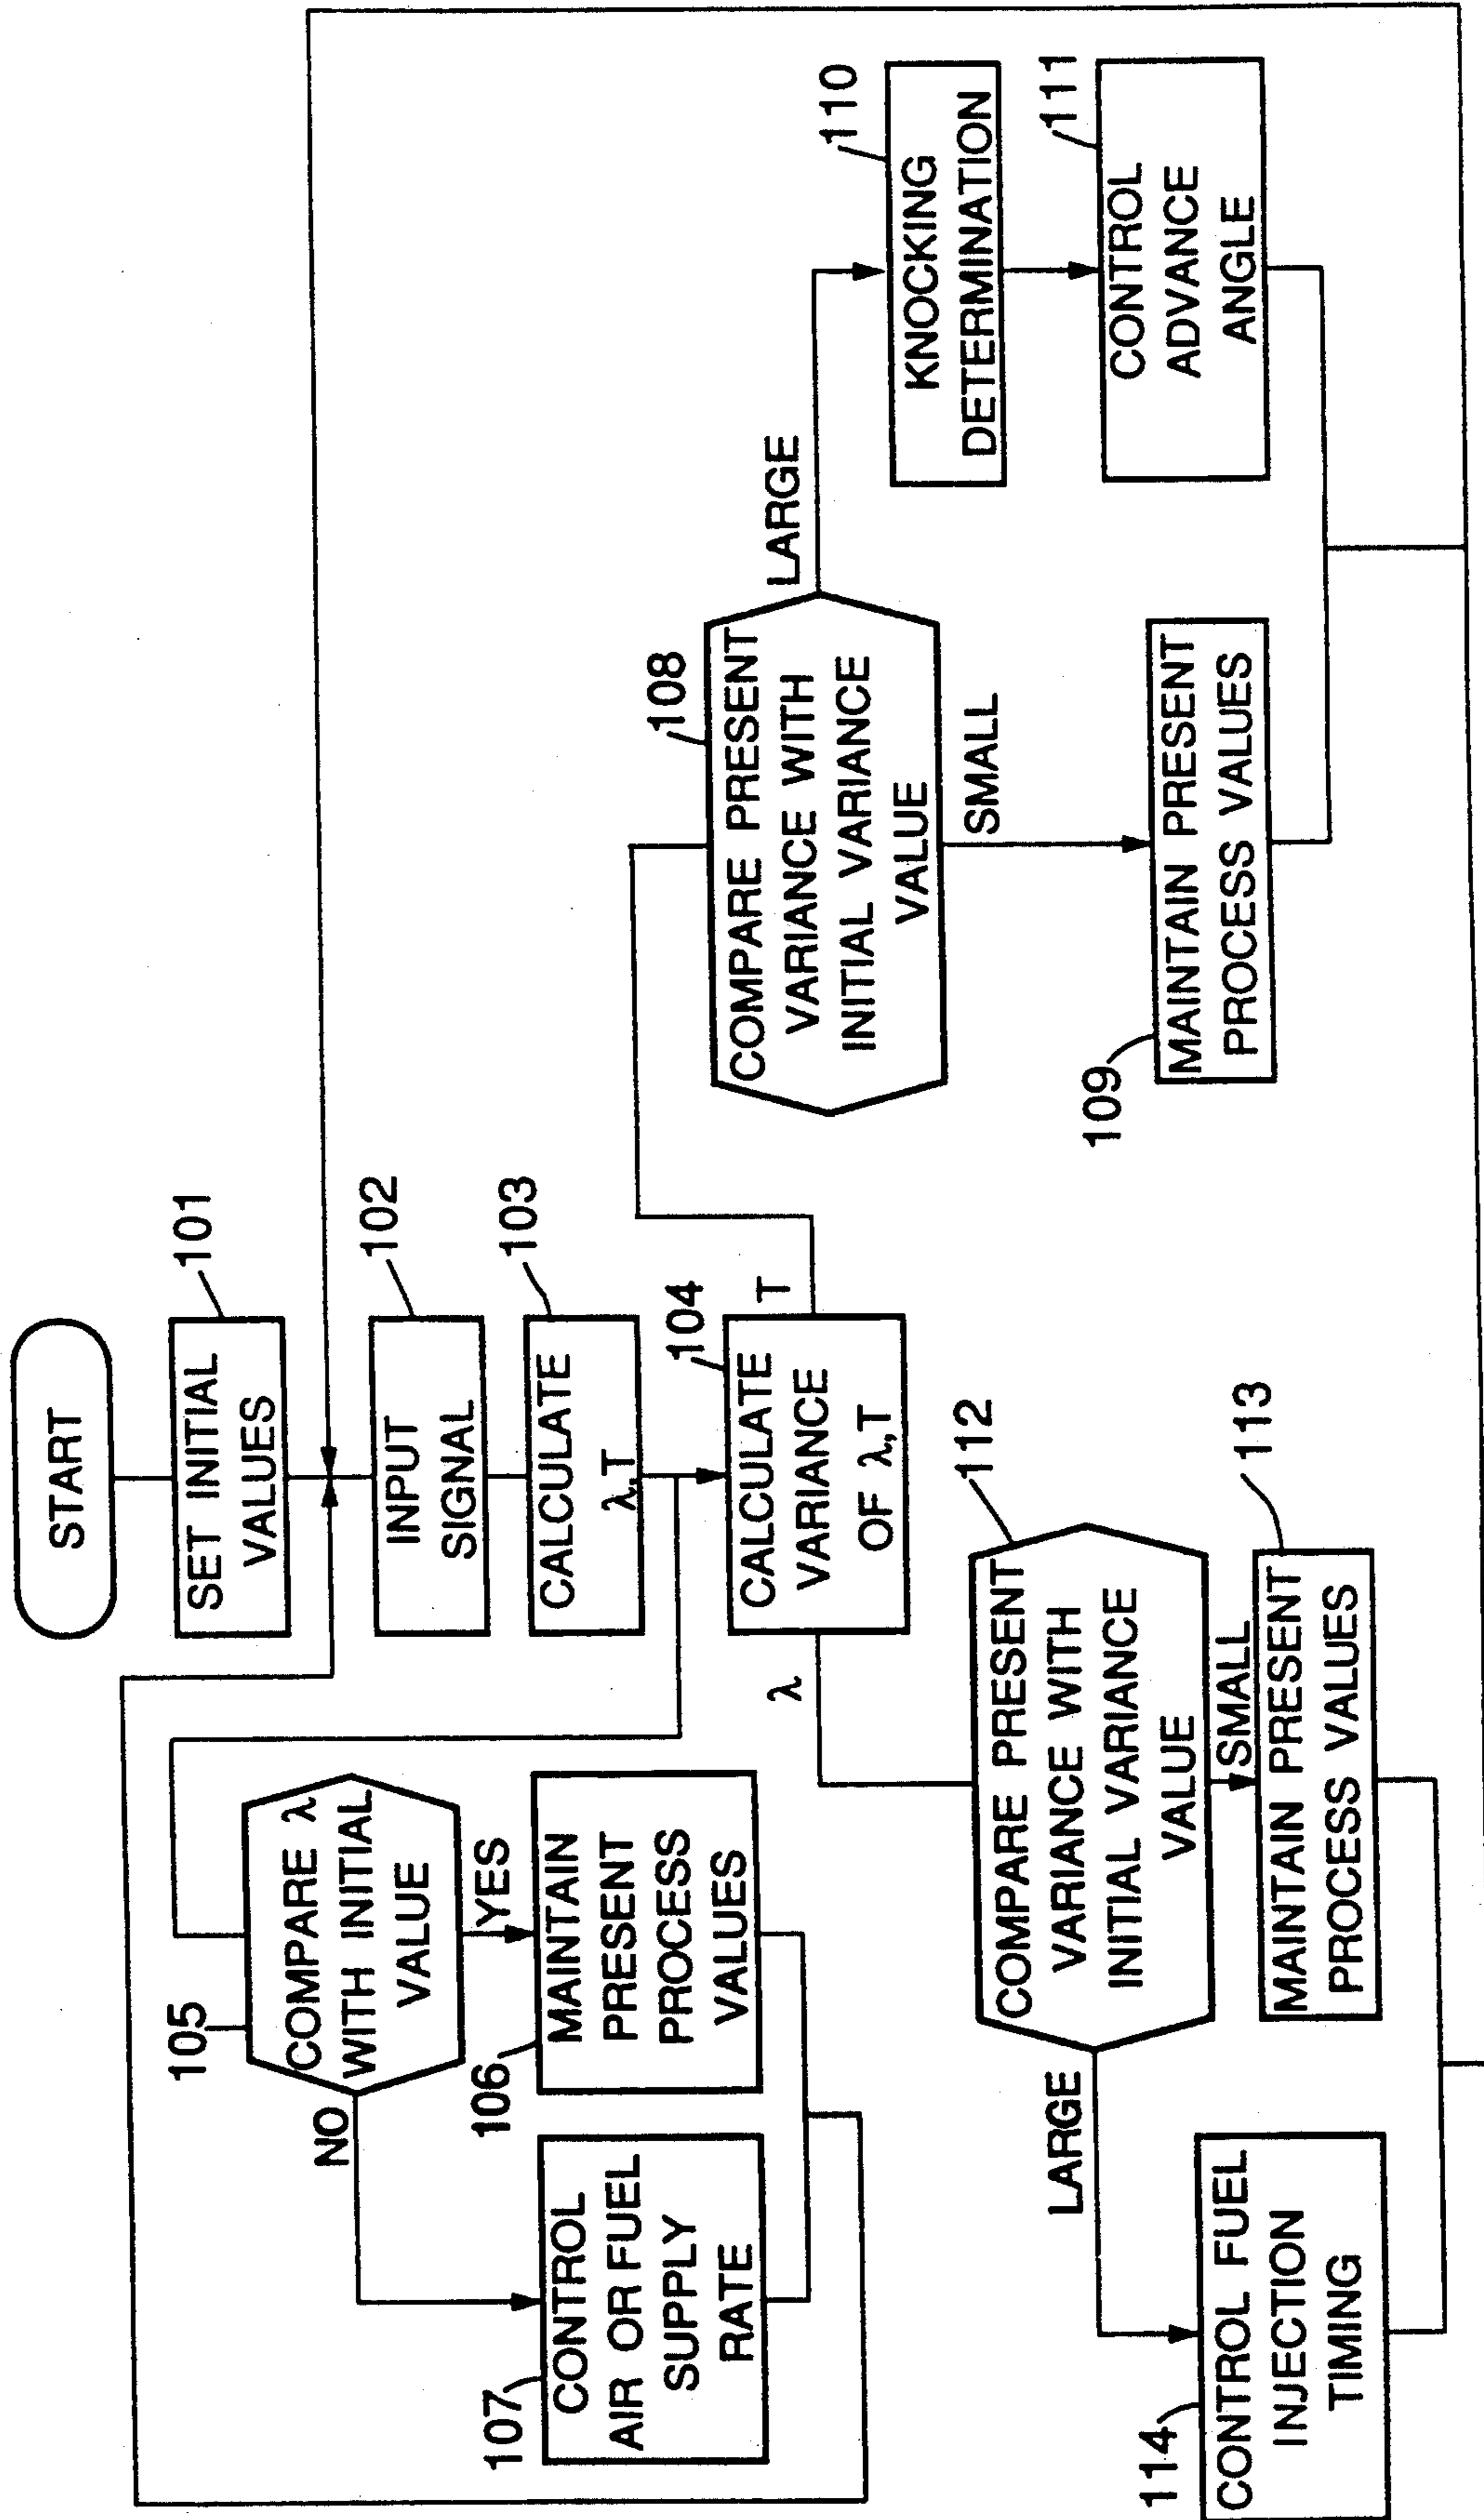 START
101
SET INITIAL
VALUES
102
INPUT
SIGNAL
103
CALCULATE
λ,T
104
CALCULATE
VARIANCE
OF λ,T
λ
T
105
COMPARE λ
WITH INITIAL
VALUE
NO
YES
106
MAINTAIN
PRESENT
PROCESS
VALUES
107
CONTROL
AIR OR FUEL
SUPPLY
RATE
108
COMPARE PRESENT
VARIANCE WITH
INITIAL VARIANCE
VALUE
LARGE
SMALL
109
MAINTAIN PRESENT
PROCESS VALUES
110
KNOCKING
DETERMINATION
111
CONTROL
ADVANCE
ANGLE
112
COMPARE PRESENT
VARIANCE WITH
INITIAL VARIANCE
VALUE
LARGE
SMALL
113
MAINTAIN PRESENT
PROCESS VALUES
114
CONTROL FUEL
INJECTION
TIMING